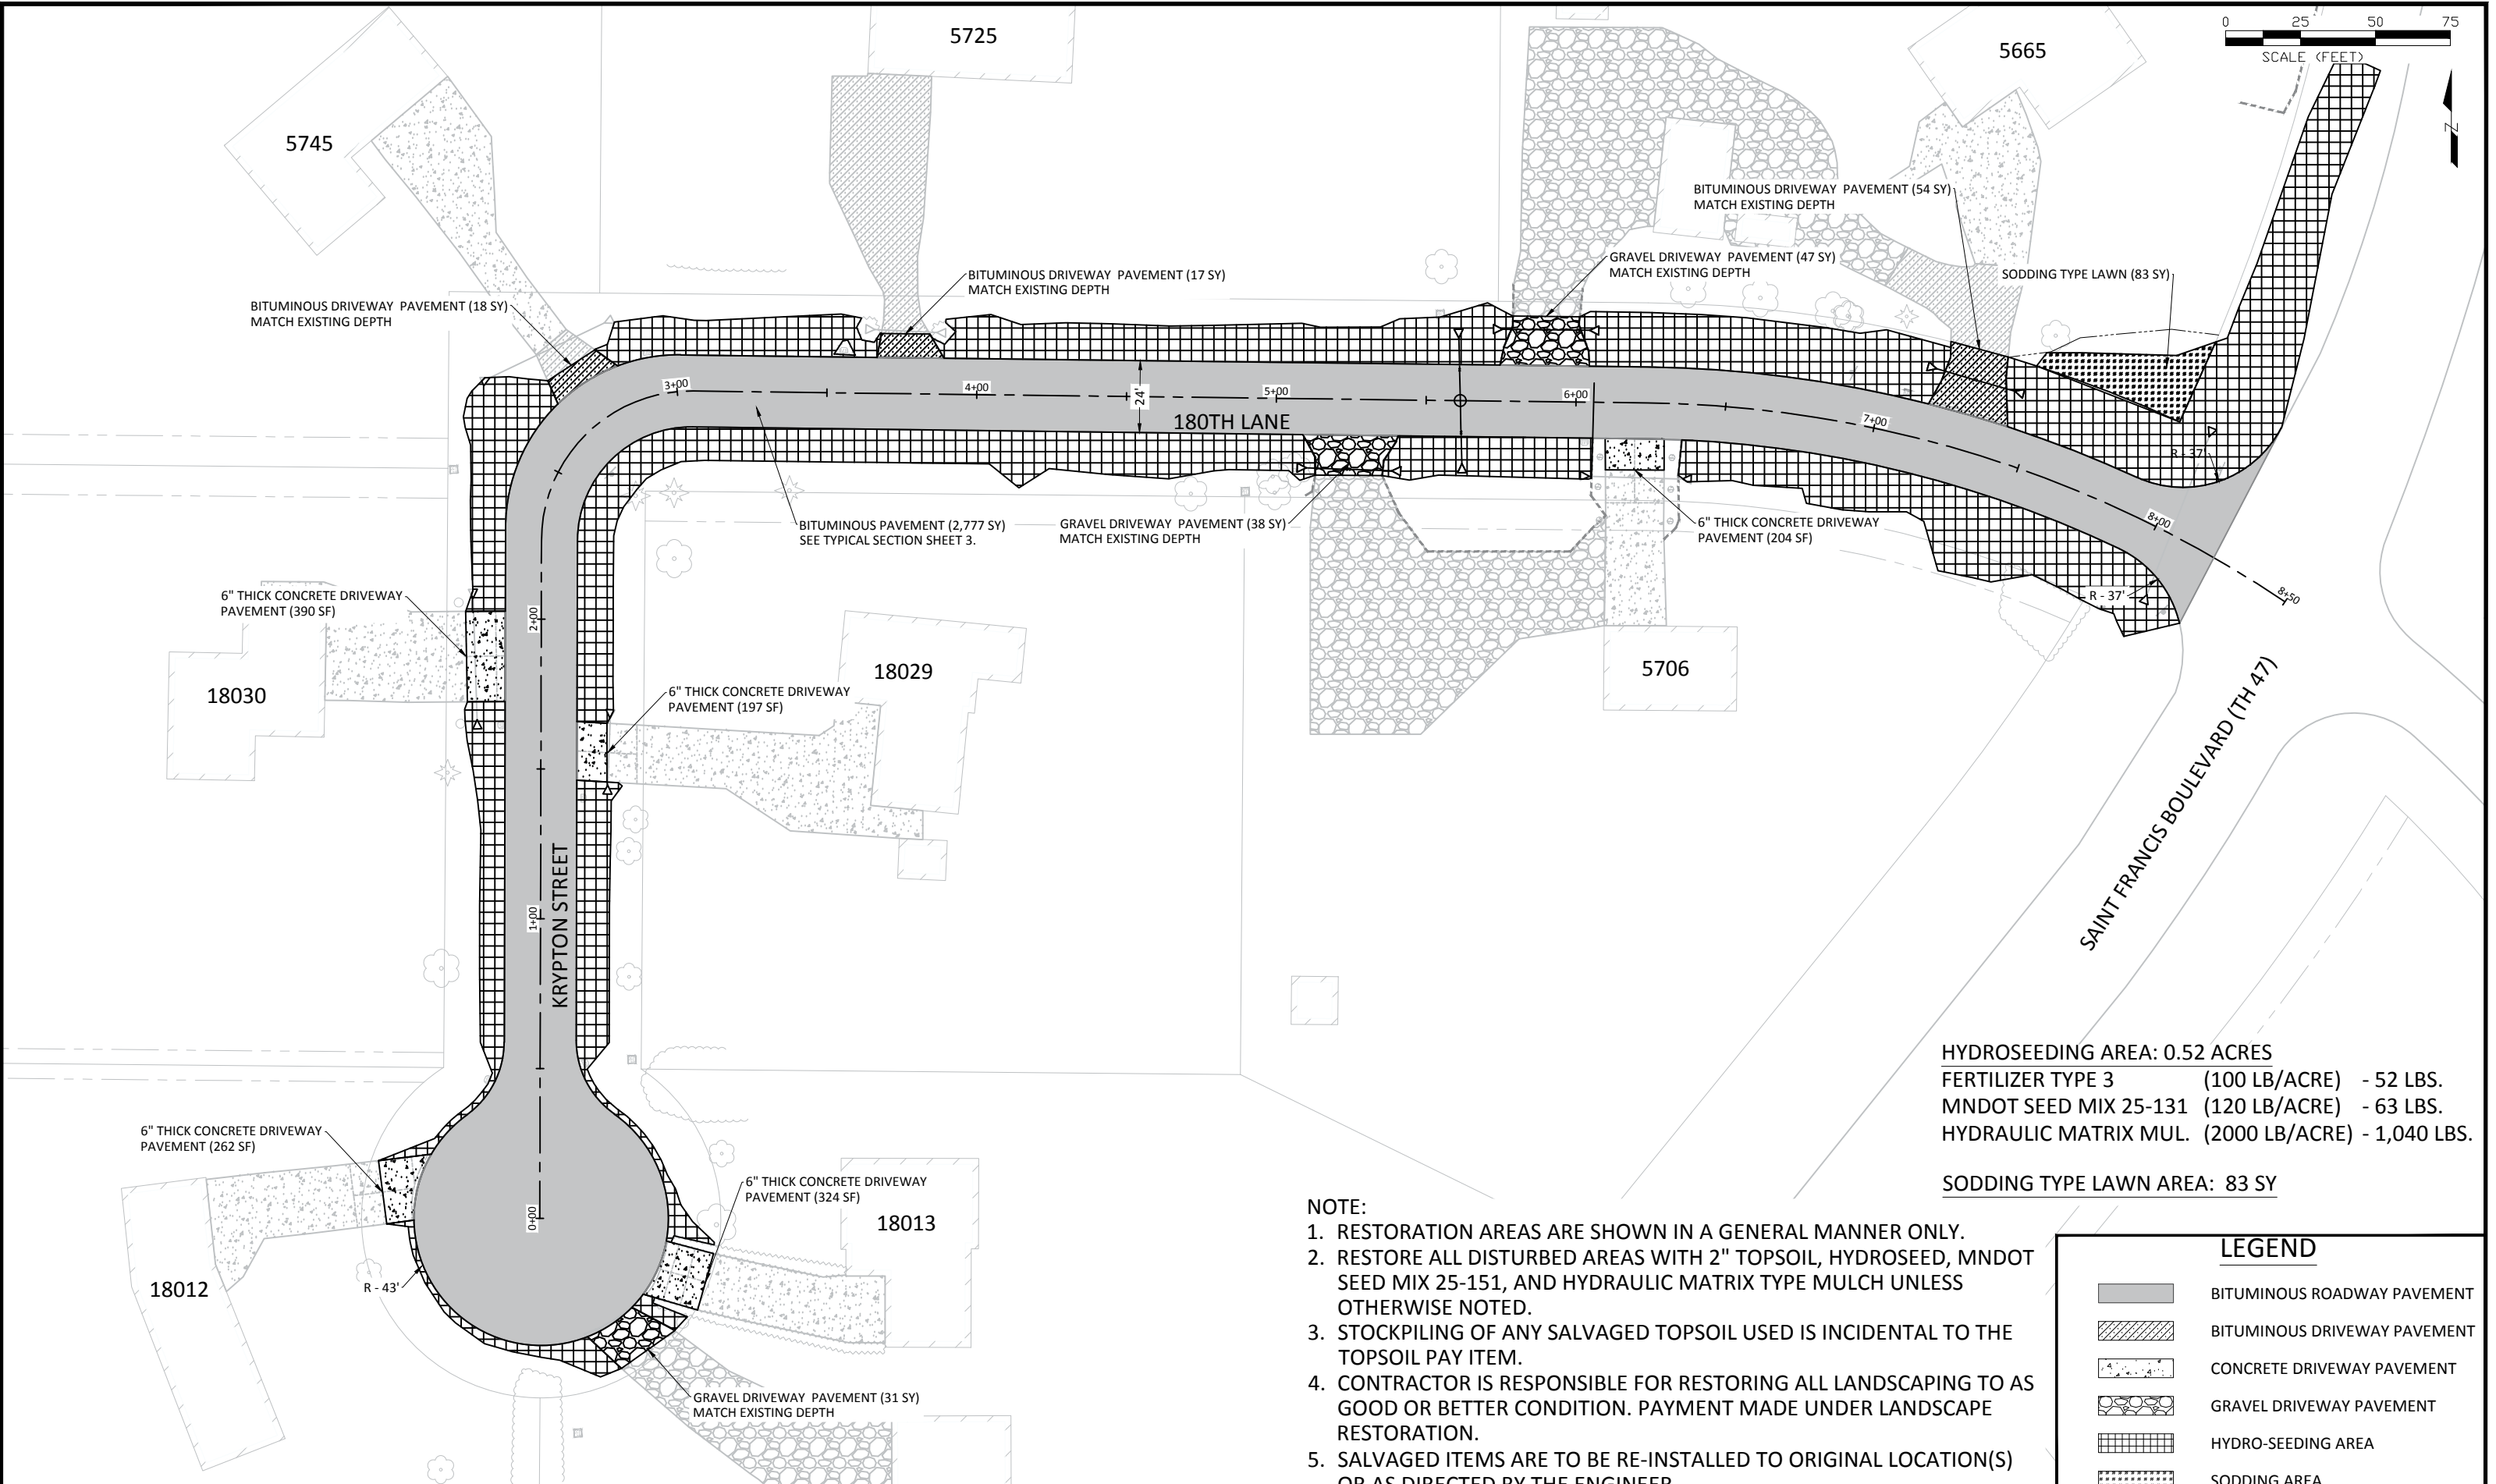 5725
5665
0 25 50 75
SCALE (FEET)
N
5745
BITUMINOUS DRIVEWAY PAVEMENT (54 SY)
MATCH EXISTING DEPTH
GRAVEL DRIVEWAY PAVEMENT (47 SY)
MATCH EXISTING DEPTH
BITUMINOUS DRIVEWAY PAVEMENT (17 SY)
MATCH EXISTING DEPTH
SODDING TYPE LAWN (83 SY)
BITUMINOUS DRIVEWAY PAVEMENT (18 SY)
MATCH EXISTING DEPTH
3+00
4+00
24'
5+00
6+00
7+00
180TH LANE
R - 37'
8+00
BITUMINOUS PAVEMENT (2,777 SY)
SEE TYPICAL SECTION SHEET 3.
GRAVEL DRIVEWAY PAVEMENT (38 SY)
MATCH EXISTING DEPTH
6" THICK CONCRETE DRIVEWAY
PAVEMENT (204 SF)
R - 37'
8+50
6" THICK CONCRETE DRIVEWAY
PAVEMENT (390 SF)
2+00
18030
18029
5706
6" THICK CONCRETE DRIVEWAY
PAVEMENT (197 SF)
SAINT FRANCIS BOULEVARD (TH 47)
1+00
KRYPTON STREET
HYDROSEEDING AREA: 0.52 ACRES
FERTILIZER TYPE 3 (100 LB/ACRE) - 52 LBS.
MNDOT SEED MIX 25-131 (120 LB/ACRE) - 63 LBS.
HYDRAULIC MATRIX MUL. (2000 LB/ACRE) - 1,040 LBS.
SODDING TYPE LAWN AREA: 83 SY
6" THICK CONCRETE DRIVEWAY
PAVEMENT (262 SF)
6" THICK CONCRETE DRIVEWAY
PAVEMENT (324 SF)
0+00
18013
18012
R - 43'
GRAVEL DRIVEWAY PAVEMENT (31 SY)
MATCH EXISTING DEPTH
NOTE:
1. RESTORATION AREAS ARE SHOWN IN A GENERAL MANNER ONLY.
2. RESTORE ALL DISTURBED AREAS WITH 2" TOPSOIL, HYDROSEED, MNDOT
SEED MIX 25-151, AND HYDRAULIC MATRIX TYPE MULCH UNLESS
OTHERWISE NOTED.
3. STOCKPILING OF ANY SALVAGED TOPSOIL USED IS INCIDENTAL TO THE
TOPSOIL PAY ITEM.
4. CONTRACTOR IS RESPONSIBLE FOR RESTORING ALL LANDSCAPING TO AS
GOOD OR BETTER CONDITION. PAYMENT MADE UNDER LANDSCAPE
RESTORATION.
5. SALVAGED ITEMS ARE TO BE RE-INSTALLED TO ORIGINAL LOCATION(S)
OR AS DIRECTED BY THE ENGINEER
LEGEND
BITUMINOUS ROADWAY PAVEMENT
BITUMINOUS DRIVEWAY PAVEMENT
CONCRETE DRIVEWAY PAVEMENT
GRAVEL DRIVEWAY PAVEMENT
HYDRO-SEEDING AREA
SODDING AREA